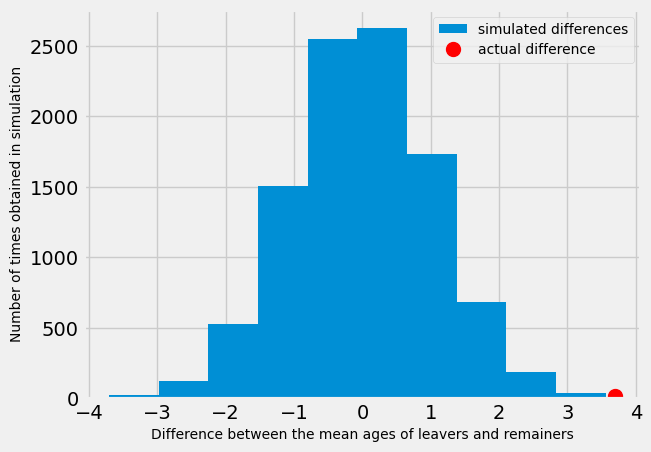 simulated differences
actual difference
Number of times obtained in simulation
2500
2000
1500
1000
500
0
−4 −3 −2 −1 0 1 2 3 4
Difference between the mean ages of leavers and remainers